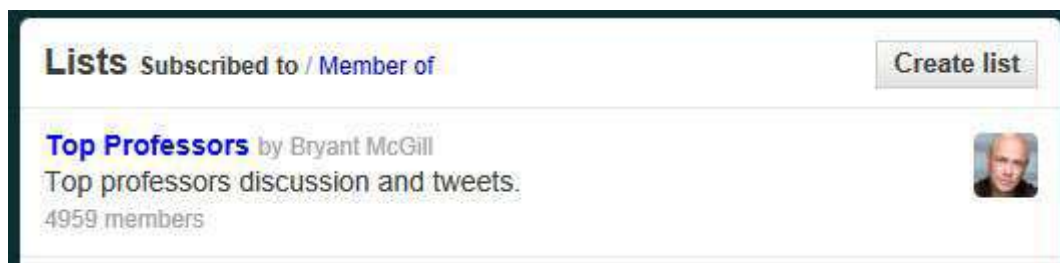 Lists Subscribed to / Member of
Create list
Top Professors by Bryant McGill
Top professors discussion and tweets.
4959 members